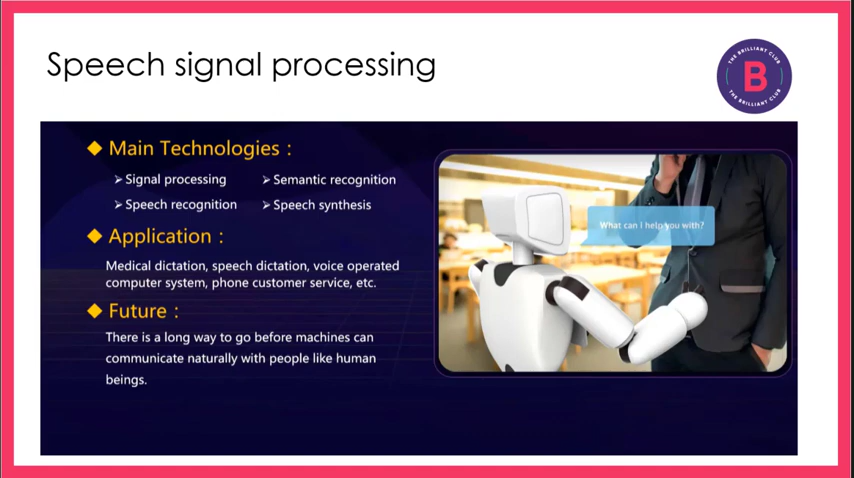 Speech signal processing
THE BRILLIANT CLUB
B
THE BRILLIANT CLUB
◆ Main Technologies :
➢ Signal processing ➢ Semantic recognition
➢ Speech recognition ➢ Speech synthesis
◆ Application :
Medical dictation, speech dictation, voice operated
computer system, phone customer service, etc.
◆ Future :
There is a long way to go before machines can
communicate naturally with people like human
beings.
What can I help you with?